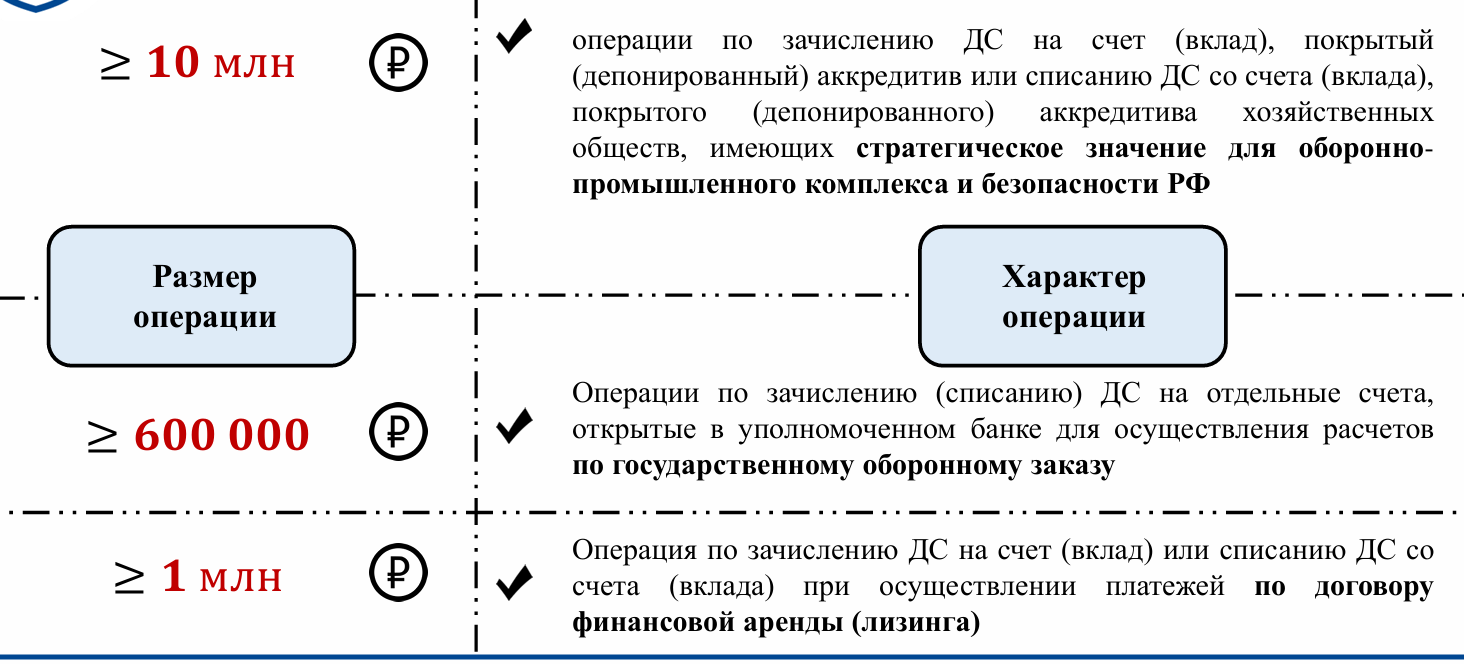 ≥ 10 млн ₽
операции по зачислению ДС на счет (вклад), покрытый
(депонированный) аккредитив или списанию ДС со счета (вклада),
покрытого (депонированного) аккредитива хозяйственных
обществ, имеющих стратегическое значение для оборонно-
промышленного комплекса и безопасности РФ
Размер
операции
Характер
операции
≥ 600 000 ₽
Операции по зачислению (списанию) ДС на отдельные счета,
открытые в уполномоченном банке для осуществления расчетов
по государственному оборонному заказу
≥ 1 млн ₽
Операция по зачислению ДС на счет (вклад) или списанию ДС со
счета (вклада) при осуществлении платежей по договору
финансовой аренды (лизинга)